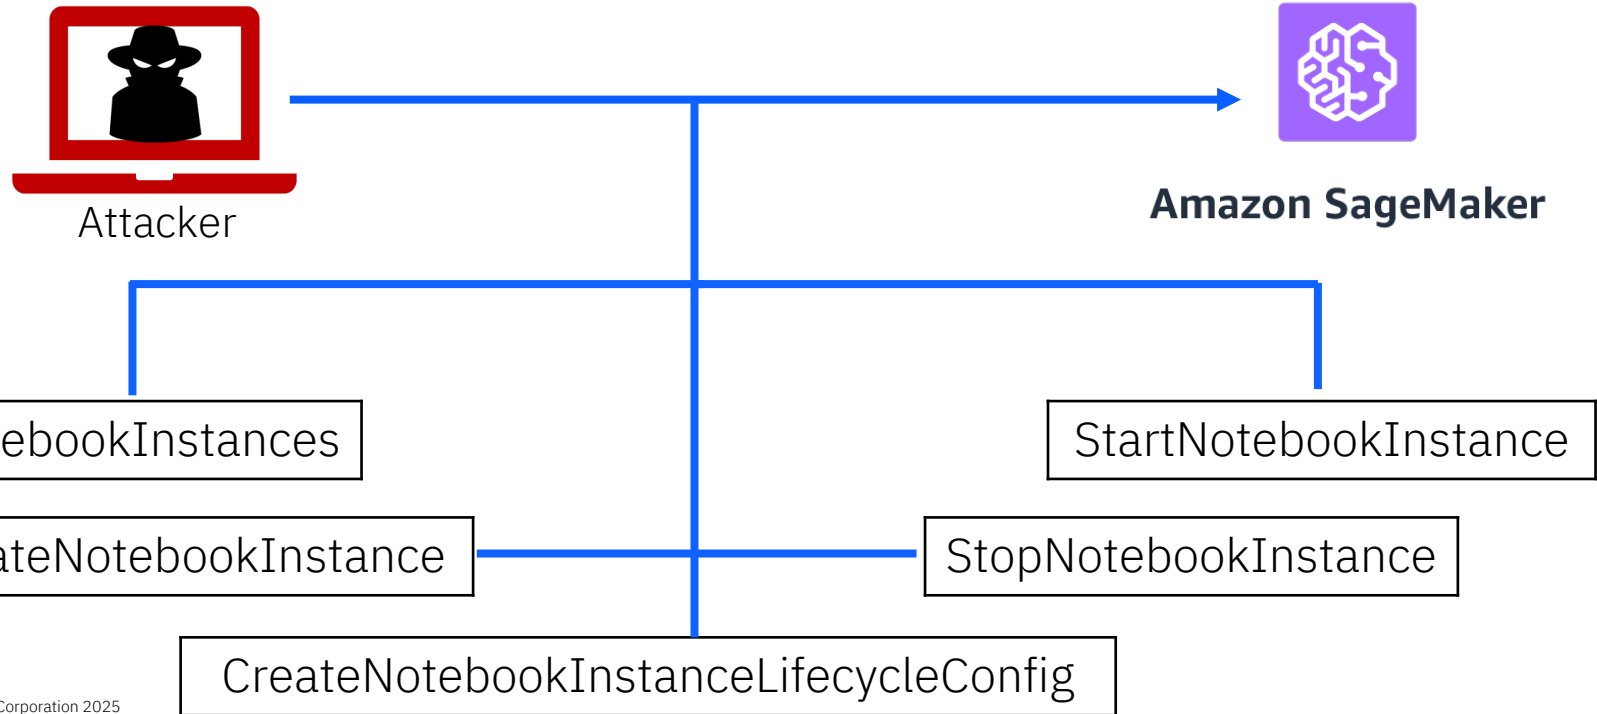 Attacker
Amazon SageMaker
ebookInstances
StartNotebookInstance
ateNotebookInstance
StopNotebookInstance
CreateNotebookInstanceLifecycleConfig
Corporation 2025